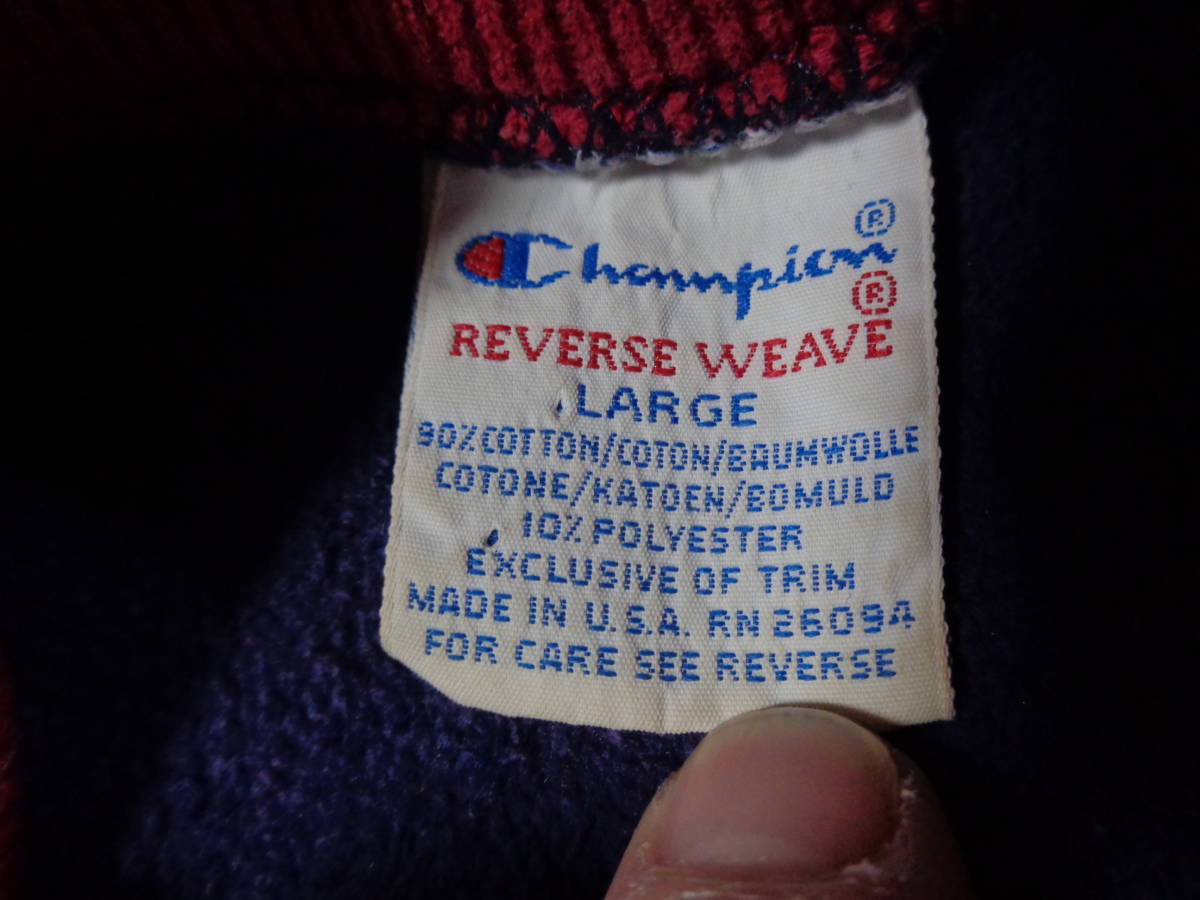 Champion®
REVERSE WEAVE®
LARGE
90%COTTON/COTON/BAUMWOLLE
COTONE/KATOEN/BOMULD
10% POLYESTER
EXCLUSIVE OF TRIM
MADE IN U.S.A. RN 26094
FOR CARE SEE REVERSE